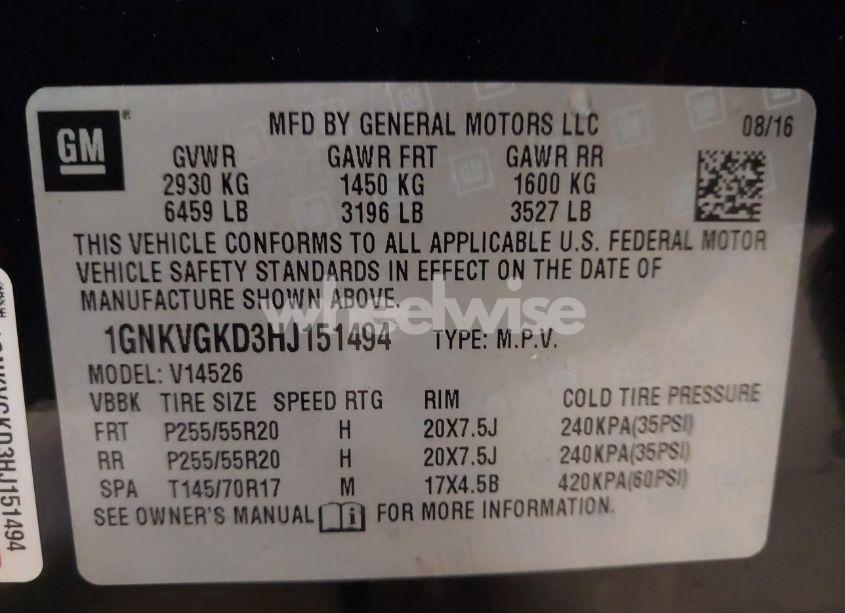 GM®
MFD BY GENERAL MOTORS LLC 08/16
GVWR GAWR FRT GAWR RR
2930 KG 1450 KG 1600 KG
6459 LB 3196 LB 3527 LB
THIS VEHICLE CONFORMS TO ALL APPLICABLE U.S. FEDERAL MOTOR
VEHICLE SAFETY STANDARDS IN EFFECT ON THE DATE OF
MANUFACTURE SHOWN ABOVE.
wheelwise
1GNKVGKD3HJ151494 TYPE: M.P.V.
MODEL: V14526
VBBK TIRE SIZE SPEED RTG RIM COLD TIRE PRESSURE
FRT P255/55R20 H 20X7.5J 240KPA(35PSI)
RR P255/55R20 H 20X7.5J 240KPA(35PSI)
SPA T145/70R17 M 17X4.5B 420KPA(60PSI)
SEE OWNER'S MANUAL i FOR MORE INFORMATION.